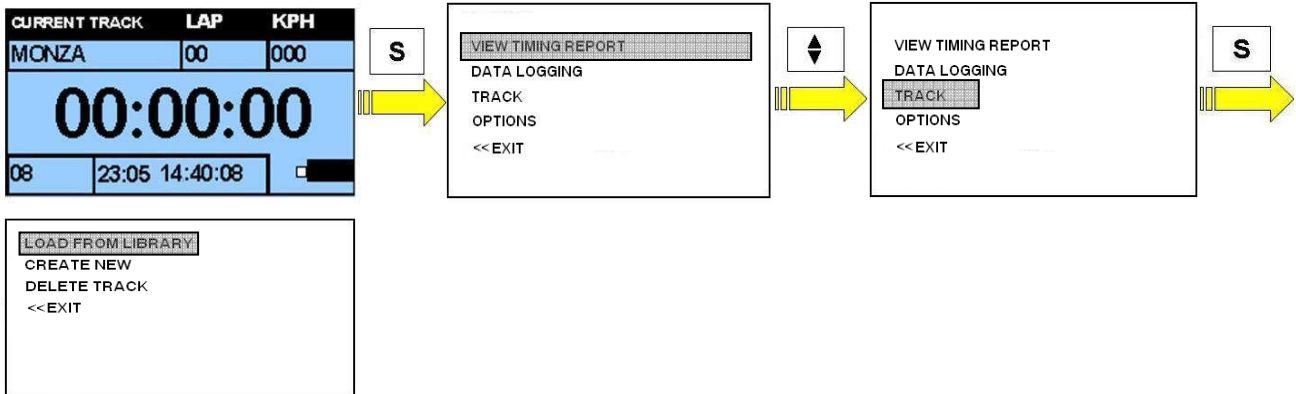 CURRENT TRACK LAP KPH
MONZA 00 000
00:00:00
08 23:05 14:40:08
S
VIEW TIMING REPORT
DATA LOGGING
TRACK
OPTIONS
<<EXIT
VIEW TIMING REPORT
DATA LOGGING
TRACK
OPTIONS
<<EXIT
S
LOAD FROM LIBRARY
CREATE NEW
DELETE TRACK
<<EXIT